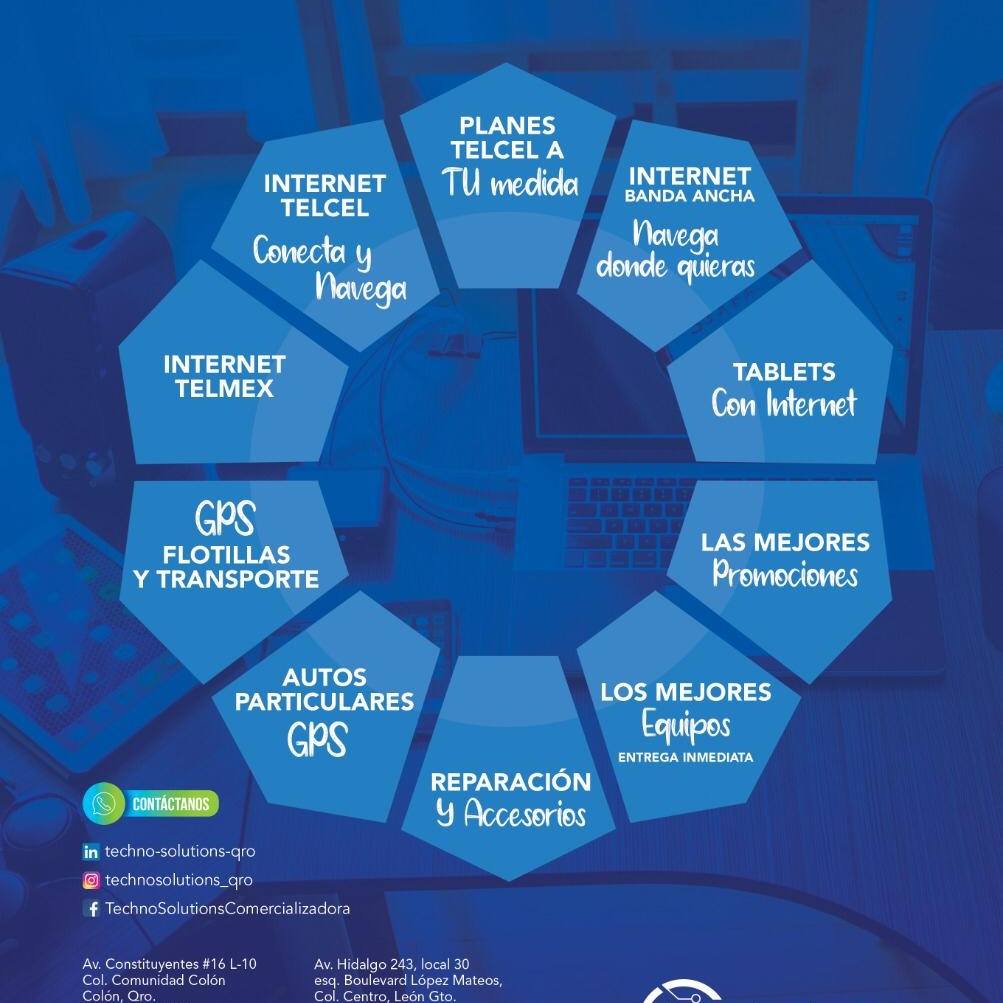 PLANES
TELCEL A
TU medida
INTERNET
BANDA ANCHA
Navega
donde quieras
TABLETS
Con Internet
LAS MEJORES
Promociones
LOS MEJORES
Equipos
ENTREGA INMEDIATA
REPARACIÓN
Y Accesorios
AUTOS
PARTICULARES
GPS
GPS
FLOTILLAS
Y TRANSPORTE
INTERNET
TELMEX
INTERNET
TELCEL
Conecta y
Navega
CONTÁCTANOS
in techno-solutions-qro
technosolutions_qro
f TechnoSolutionsComercializadora
Av. Constituyentes #16 L-10
Col. Comunidad Colón
Colón, Qro.
Av. Hidalgo 243, local 30
esq. Boulevard López Mateos,
Col. Centro, León Gto.